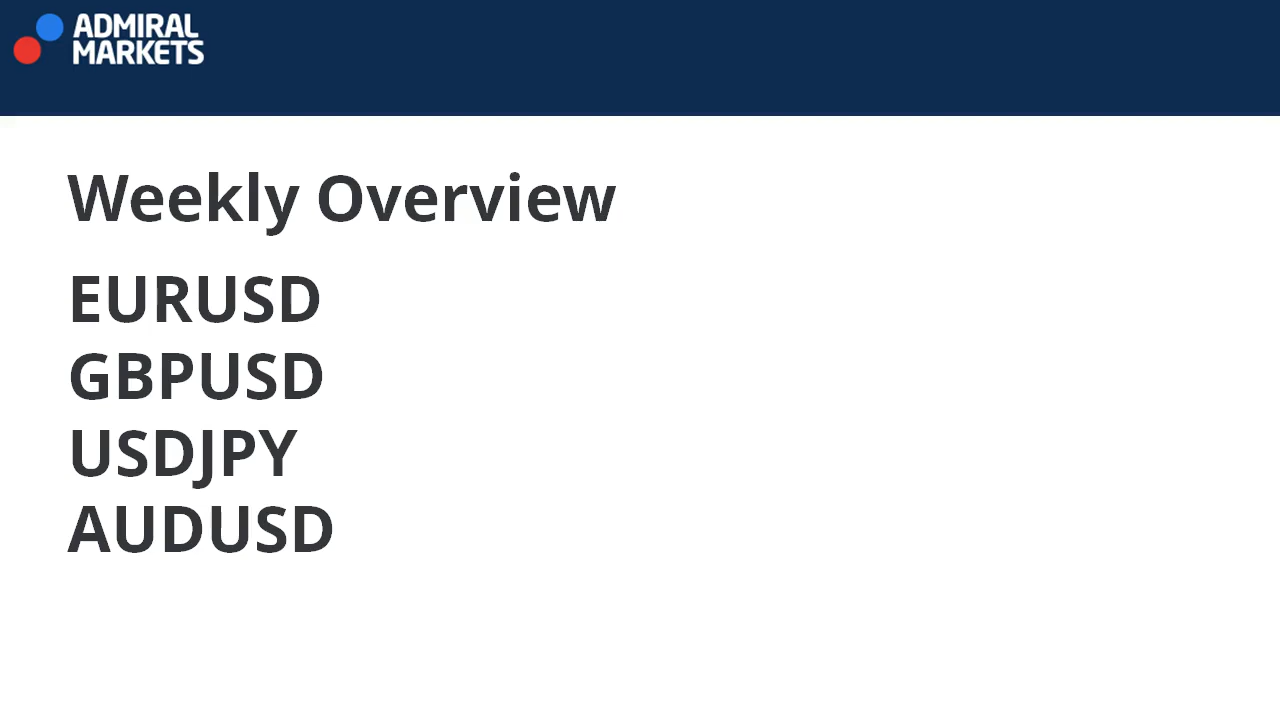 ADMIRAL
MARKETS
Weekly Overview
EURUSD
GBPUSD
USDJPY
AUDUSD